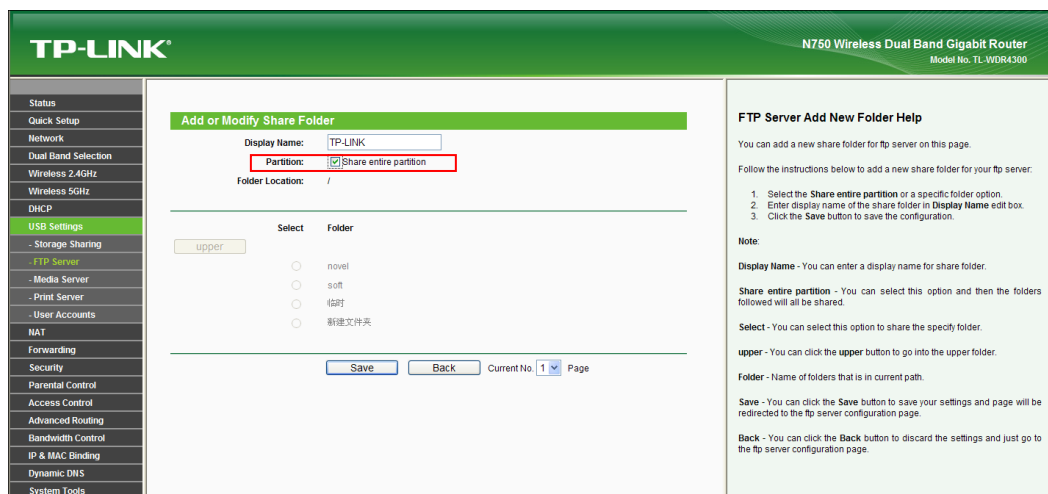 TP-LINK®
N750 Wireless Dual Band Gigabit Router
Model No. TL-WDR4300
Status
Quick Setup
Network
Dual Band Selection
Wireless 2.4GHz
Wireless 5GHz
DHCP
USB Settings
- Storage Sharing
- FTP Server
- Media Server
- Print Server
- User Accounts
NAT
Forwarding
Security
Parental Control
Access Control
Advanced Routing
Bandwidth Control
IP & MAC Binding
Dynamic DNS
System Tools
Add or Modify Share Folder
Display Name: TP-LINK
Partition: Share entire partition
Folder Location: /
Select Folder
upper
novel
soft
临时
新建文件夹
Save Back Current No. 1 Page
FTP Server Add New Folder Help
You can add a new share folder for ftp server on this page.
Follow the instructions below to add a new share folder for your ftp server:
1. Select the Share entire partition or a specific folder option.
2. Enter display name of the share folder in Display Name edit box.
3. Click the Save button to save the configuration.
Note:
Display Name - You can enter a display name for share folder.
Share entire partition - You can select this option and then the folders
followed will all be shared.
Select - You can select this option to share the specify folder.
upper - You can click the upper button to go into the upper folder.
Folder - Name of folders that is in current path.
Save - You can click the Save button to save your settings and page will be
redirected to the ftp server configuration page.
Back - You can click the Back button to discard the settings and just go to
the ftp server configuration page.